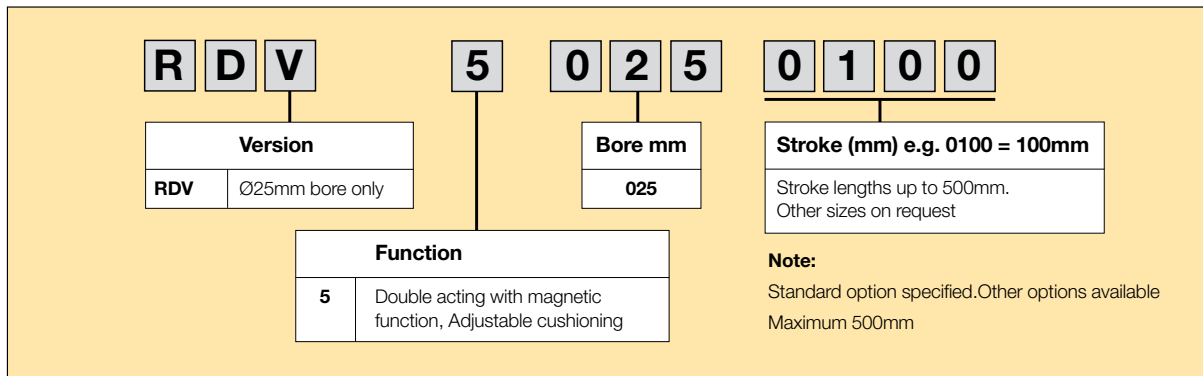 R D V 5 0 2 5 0 1 0 0
Version
RDV Ø25mm bore only
Bore mm
025
Stroke (mm) e.g. 0100 = 100mm
Stroke lengths up to 500mm.
Other sizes on request
Function
5 Double acting with magnetic
function, Adjustable cushioning
Note:
Standard option specified.Other options available
Maximum 500mm